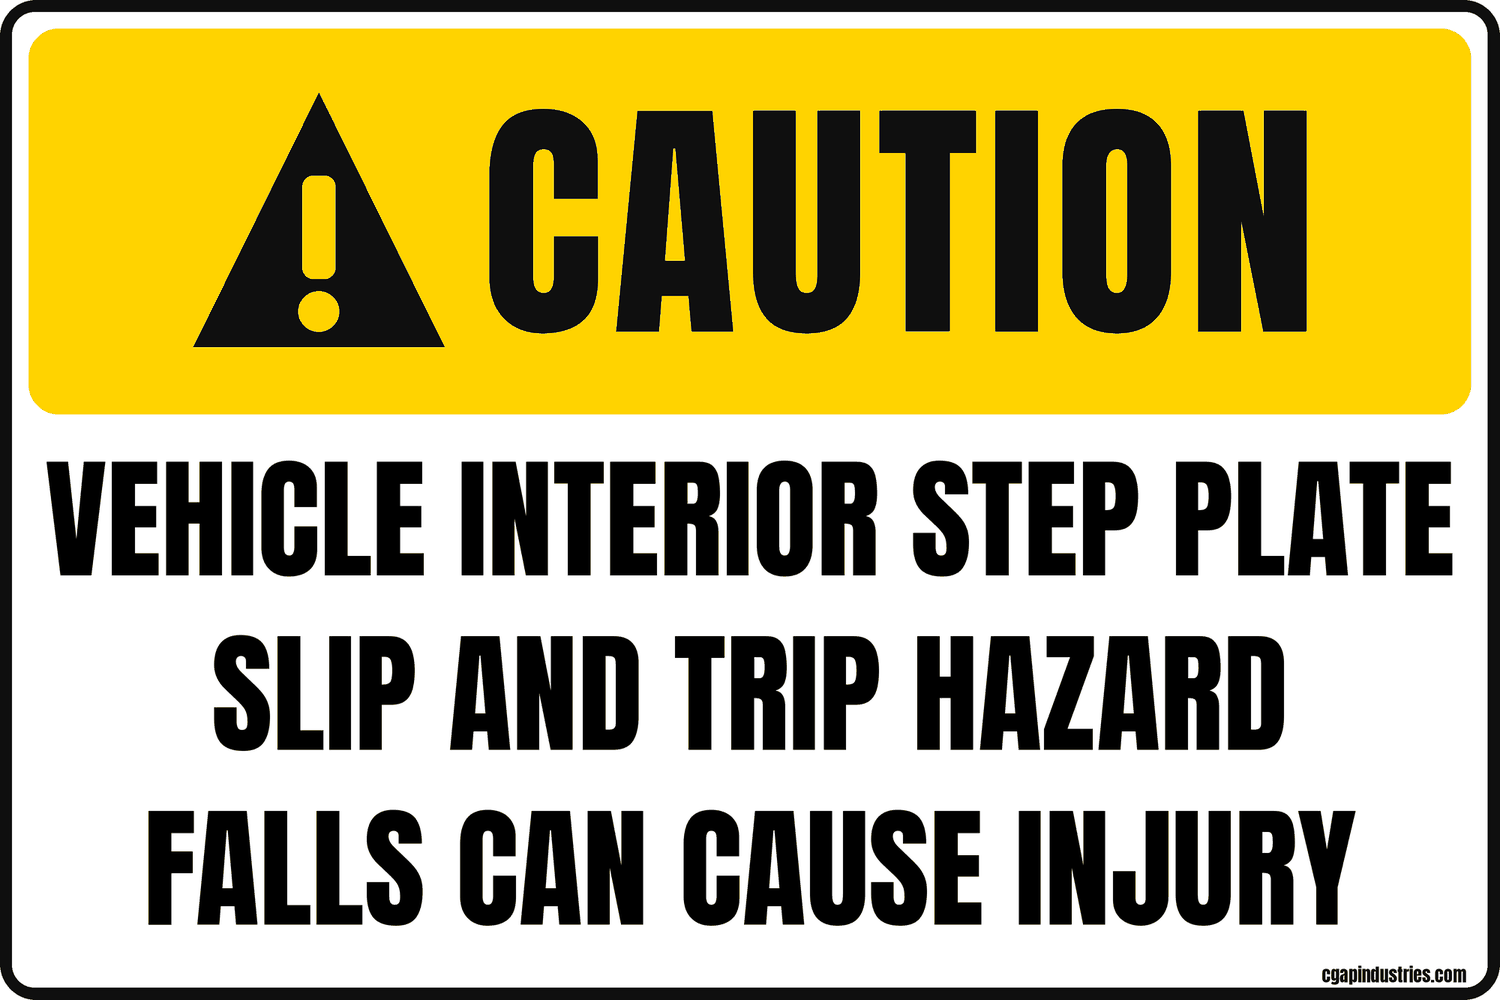 CAUTION
VEHICLE INTERIOR STEP PLATE
SLIP AND TRIP HAZARD
FALLS CAN CAUSE INJURY
cgapindustries.com